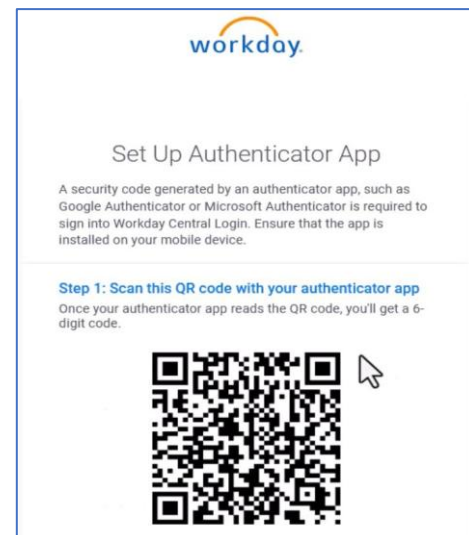 workday.
Set Up Authenticator App
A security code generated by an authenticator app, such as
Google Authenticator or Microsoft Authenticator is required to
sign into Workday Central Login. Ensure that the app is
installed on your mobile device.
Step 1: Scan this QR code with your authenticator app
Once your authenticator app reads the QR code, you'll get a 6-
digit code.